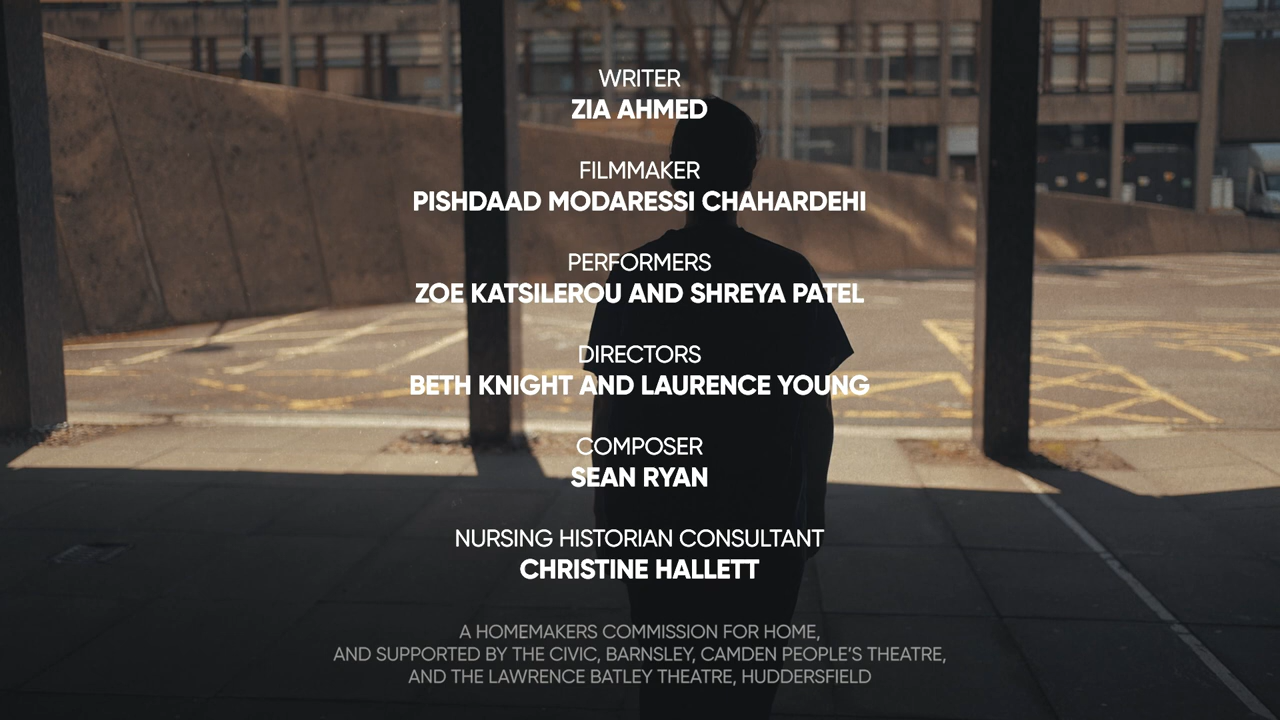 WRITER
ZIA AHMED
FILMMAKER
PISHDAAD MODARESSI CHAHARDEHI
PERFORMERS
ZOE KATSILEROU AND SHREYA PATEL
DIRECTORS
BETH KNIGHT AND LAURENCE YOUNG
COMPOSER
SEAN RYAN
NURSING HISTORIAN CONSULTANT
CHRISTINE HALLETT
A HOMEMAKERS COMMISSION FOR HOME,
AND SUPPORTED BY THE CIVIC, BARNSLEY, CAMDEN PEOPLE'S THEATRE,
AND THE LAWRENCE BATLEY THEATRE, HUDDERSFIELD